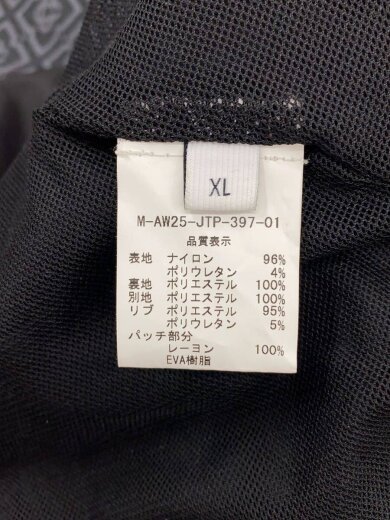 XL
M-AW25-JTP-397-01
品質表示
表地 ナイロン 96%
ポリウレタン 4%
裏地 ポリエステル 100%
別地 ポリエステル 100%
リブ ポリエステル 95%
ポリウレタン 5%
パッチ部分
レーヨン 100%
EVA樹脂